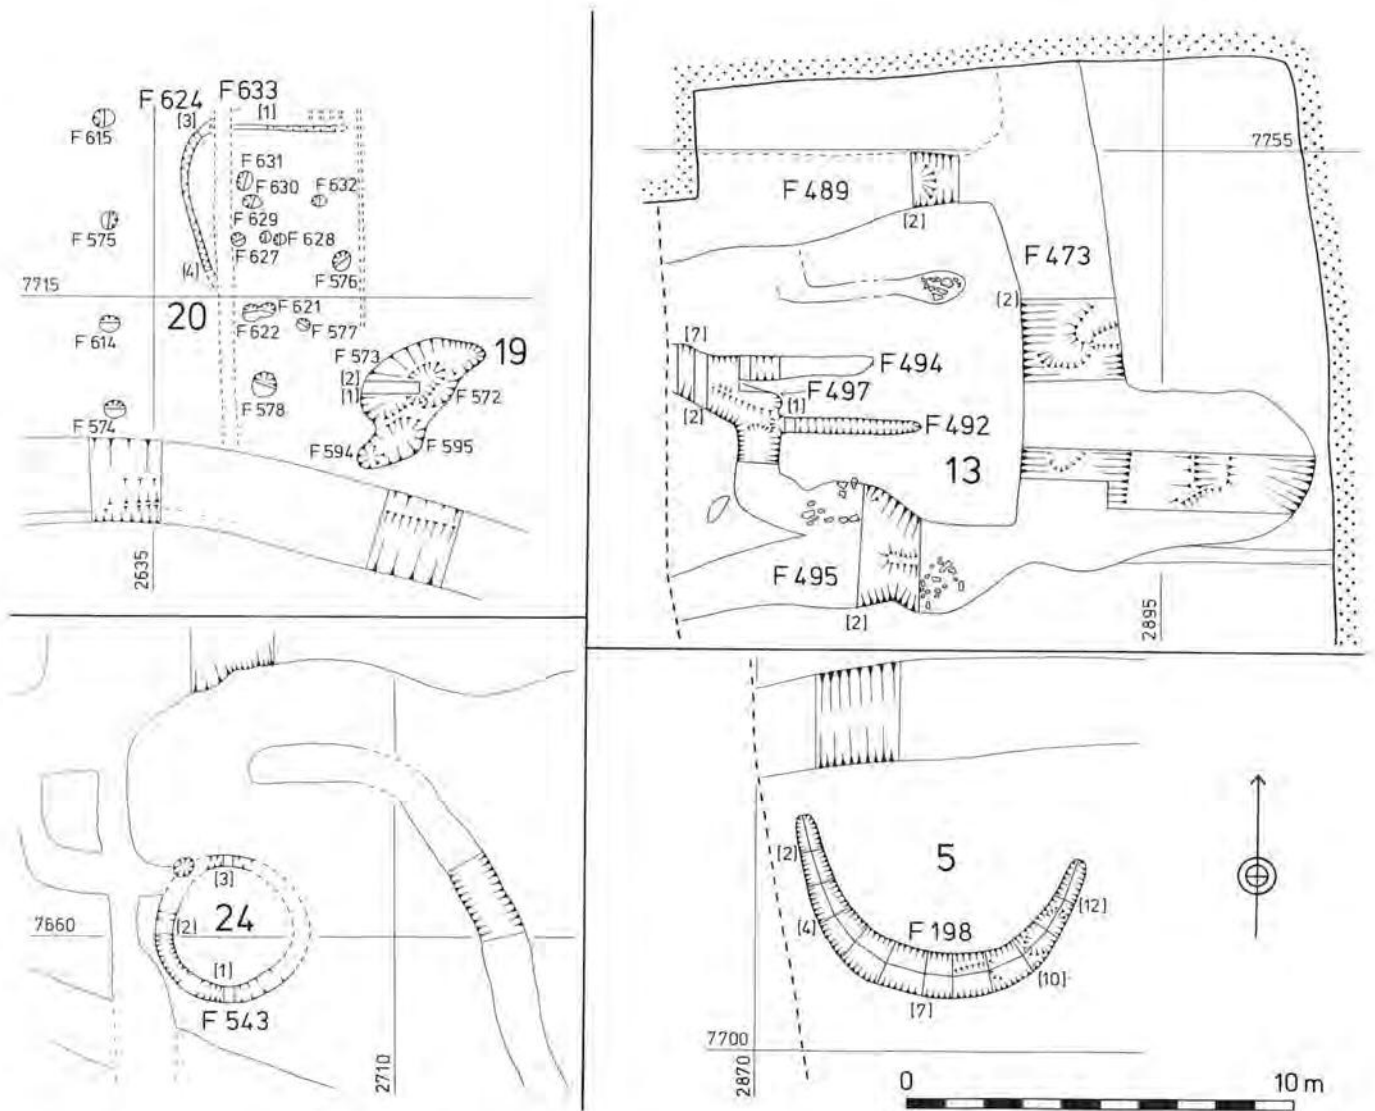 F 624
F 633
[3]
[1]
F 615
F 631
F 630
F 632
F 629
F 575
F 628
F 627
[4]
F 576
7715
20
F 621
F 622
F 577
F 614
F 573
19
[2]
[1]
F 578
F 572
F 574
F 594
F 595
2635
7755
F 489
[2]
F 473
[2]
[7]
F 494
F 497
[1]
[2]
F 492
13
F 495
[2]
2895
[3]
24
[2]
7660
[1]
F 543
2710
5
[2]
[12]
[4]
F 198
[10]
[7]
7700
2870
0
10 m